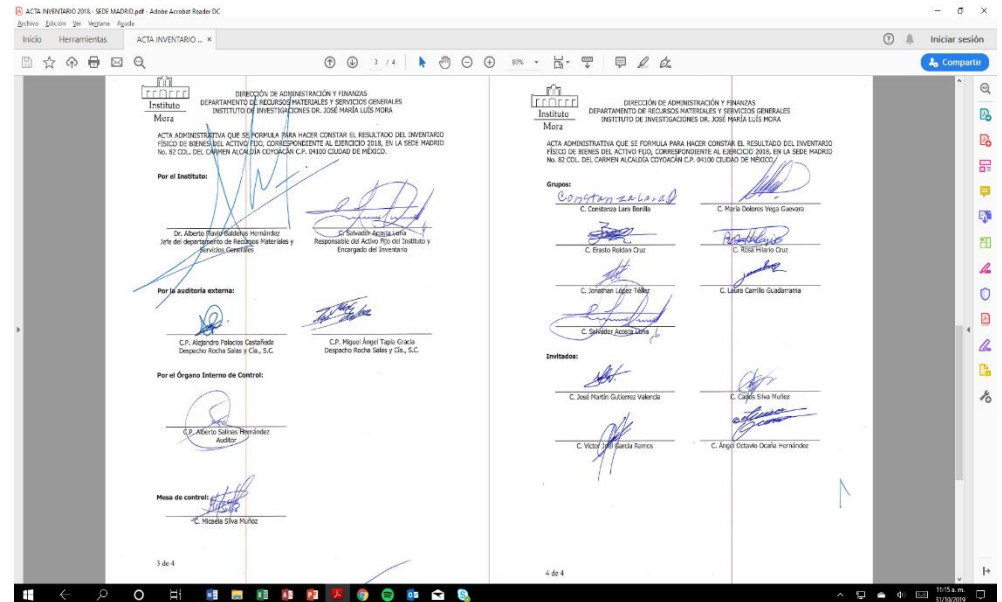 ACTA INVENTARIO 2018.- SEDE MADRID.pdf - Adobe Acrobat Reader DC
Archivo Edición Ver Ventana Ayuda
Inicio Herramientas ACTA INVENTARIO ... × Iniciar sesión
3 / 4 80% Compartir
Instituto
Mora
DIRECCIÓN DE ADMINISTRACIÓN Y FINANZAS
DEPARTAMENTO DE RECURSOS MATERIALES Y SERVICIOS GENERALES
INSTITUTO DE INVESTIGACIONES DR. JOSÉ MARÍA LUÍS MORA
ACTA ADMINISTRATIVA QUE SE FORMULA PARA HACER CONSTAR EL RESULTADO DEL INVENTARIO
FÍSICO DE BIENES DEL ACTIVO FIJO, CORRESPONDIENTE AL EJERCICIO 2018, EN LA SEDE MADRID
No. 82 COL. DEL CARMEN ALCALDÍA COYOACÁN C.P. 04100 CIUDAD DE MÉXICO.
Por el Instituto:
Dr. Alberto Flavio Balderas Hernández
Jefe del departamento de Recursos Materiales y
Servicios Generales
C. Salvador Acosta Luna
Responsable del Activo Fijo del Instituto y
Encargado del Inventario
Por la auditoría externa:
C.P. Alejandro Palacios Castañeda
Despacho Rocha Salas y Cía., S.C.
C.P. Miguel Ángel Tapia Gracia
Despacho Rocha Salas y Cía., S.C.
Por el Órgano Interno de Control:
C.P. Alberto Salinas Hernández
Auditor
Mesa de control:
C. Micaela Silva Muñoz
3 de 4
Instituto
Mora
DIRECCIÓN DE ADMINISTRACIÓN Y FINANZAS
DEPARTAMENTO DE RECURSOS MATERIALES Y SERVICIOS GENERALES
INSTITUTO DE INVESTIGACIONES DR. JOSÉ MARÍA LUÍS MORA
ACTA ADMINISTRATIVA QUE SE FORMULA PARA HACER CONSTAR EL RESULTADO DEL INVENTARIO
FÍSICO DE BIENES DEL ACTIVO FIJO, CORRESPONDIENTE AL EJERCICIO 2018, EN LA SEDE MADRID
No. 82 COL. DEL CARMEN ALCALDÍA COYOACÁN C.P. 04100 CIUDAD DE MÉXICO.
Grupos:
Constanza Lara B
C. Constanza Lara Bonilla
C. María Dolores Vega Guevara
C. Erasto Roldan Cruz
C. Rosa Hilario Cruz
C. Jonathan López Téllez
C. Laura Carrillo Guadarrama
C. Salvador Acosta Luna
Invitados:
C. José Martín Gutierrez Valencia
C. Carlos Silva Muñoz
C. Victor Joel García Ramos
C. Ángel Octavio Ocaña Hernández
4 de 4
11:15 a. m.
31/10/2019